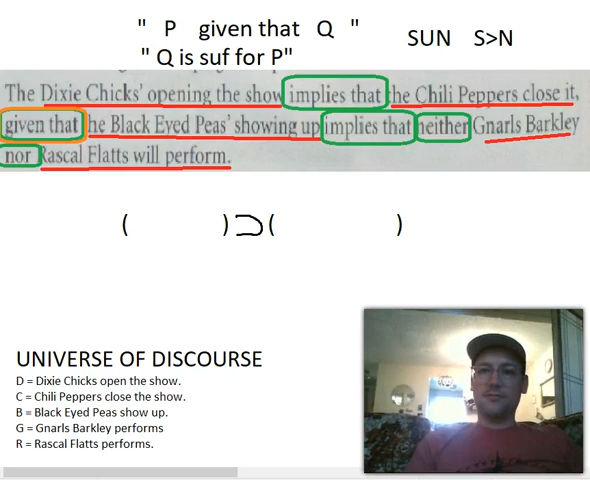 " P given that Q "
SUN S>N
" Q is suf for P"
The Dixie Chicks' opening the show implies that the Chili Peppers close it,
given that he Black Eyed Peas' showing up implies that neither Gnarls Barkley
nor Rascal Flatts will perform.
( ) ⊃ ( )
UNIVERSE OF DISCOURSE
D = Dixie Chicks open the show.
C = Chili Peppers close the show.
B = Black Eyed Peas show up.
G = Gnarls Barkley performs
R = Rascal Flatts performs.